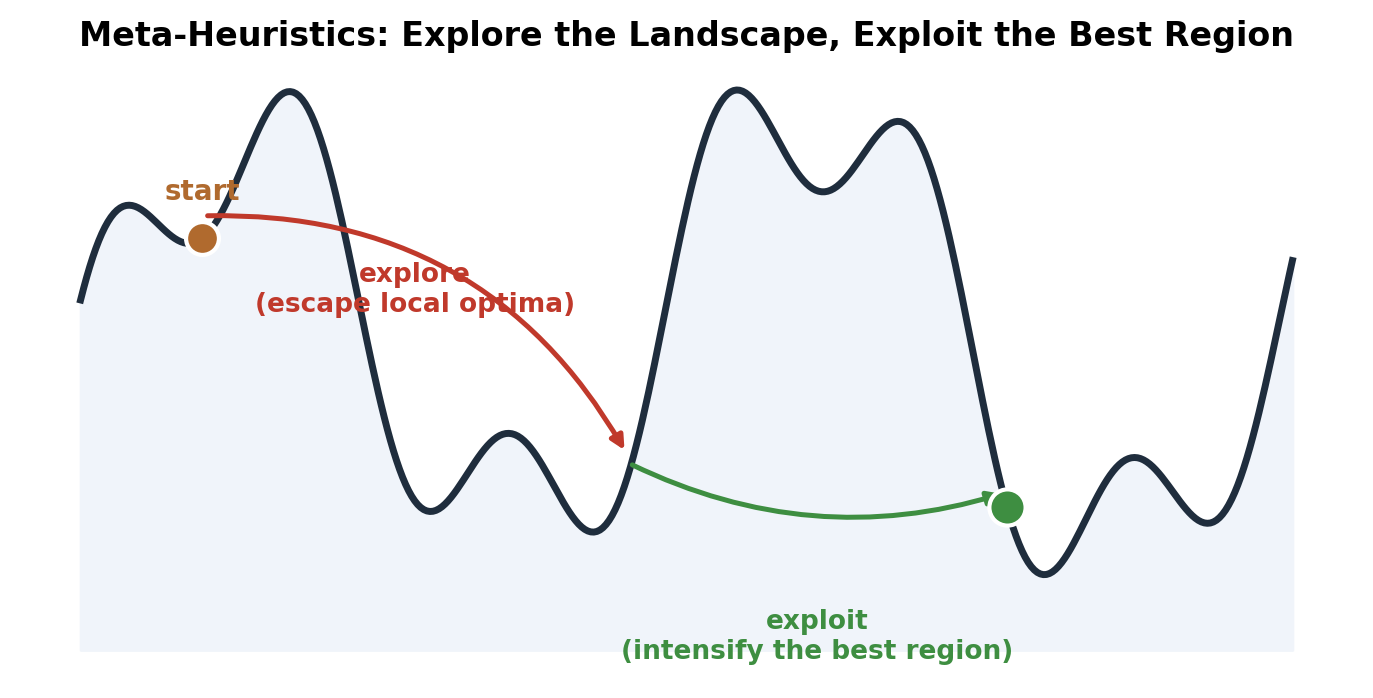 Meta-Heuristics: Explore the Landscape, Exploit the Best Region
start
explore
(escape local optima)
exploit
(intensify the best region)